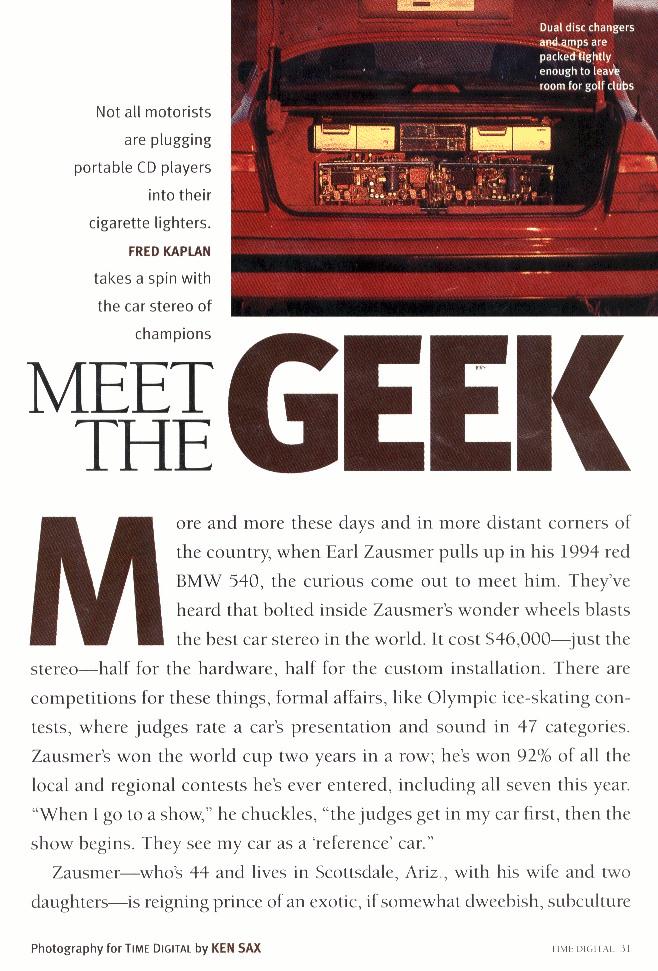 Dual disc changers
and amps are
packed tightly
enough to leave
room for golf clubs
Not all motorists
are plugging
portable CD players
into their
cigarette lighters.
FRED KAPLAN
takes a spin with
the car stereo of
champions
MEET
THE
GEEK
More and more these days and in more distant corners of
the country, when Earl Zausmer pulls up in his 1994 red
BMW 540, the curious come out to meet him. They've
heard that bolted inside Zausmer's wonder wheels blasts
the best car stereo in the world. It cost $46,000—just the
stereo—half for the hardware, half for the custom installation. There are
competitions for these things, formal affairs, like Olympic ice-skating con-
tests, where judges rate a car's presentation and sound in 47 categories.
Zausmer's won the world cup two years in a row; he's won 92% of all the
local and regional contests he's ever entered, including all seven this year.
"When I go to a show," he chuckles, "the judges get in my car first, then the
show begins. They see my car as a 'reference' car."
Zausmer—who's 44 and lives in Scottsdale, Ariz., with his wife and two
daughters—is reigning prince of an exotic, if somewhat dweebish, subculture
Photography for TIME DIGITAL by KEN SAX
TIME DIGITAL 31